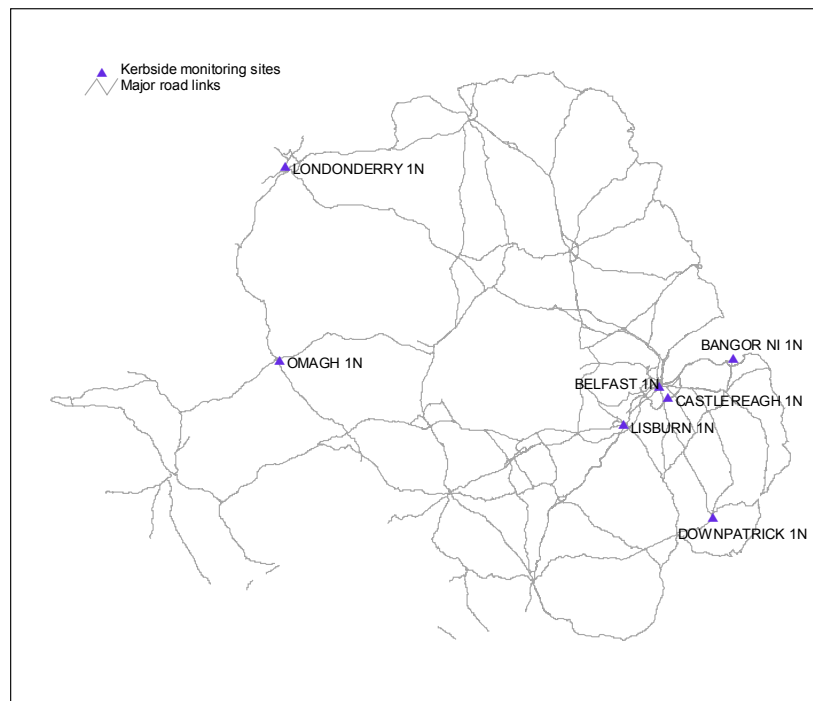 Kerbside monitoring sites
Major road links
LONDONDERRY 1N
BANGOR NI 1N
OMAGH 1N
BELFAST 1N
CASTLEREAGH 1N
LISBURN 1N
DOWNPATRICK 1N